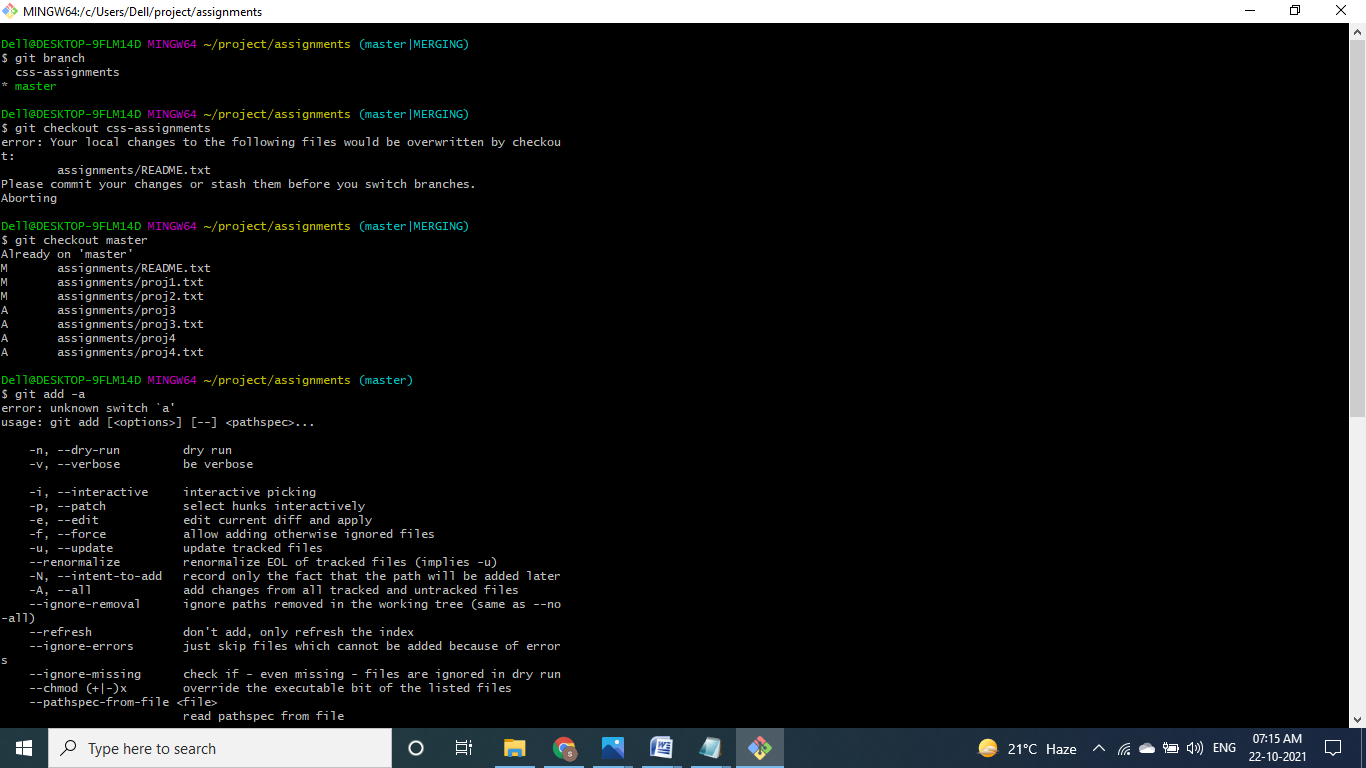 MINGW64:/c/Users/Dell/project/assignments
Dell@DESKTOP-9FLM14D MINGW64 ~/project/assignments (master|MERGING)
$ git branch
  css-assignments
* master
Dell@DESKTOP-9FLM14D MINGW64 ~/project/assignments (master|MERGING)
$ git checkout css-assignments
error: Your local changes to the following files would be overwritten by checkou
t:
        assignments/README.txt
Please commit your changes or stash them before you switch branches.
Aborting
Dell@DESKTOP-9FLM14D MINGW64 ~/project/assignments (master|MERGING)
$ git checkout master
Already on 'master'
M       assignments/README.txt
M       assignments/proj1.txt
M       assignments/proj2.txt
A       assignments/proj3
A       assignments/proj3.txt
A       assignments/proj4
A       assignments/proj4.txt
Dell@DESKTOP-9FLM14D MINGW64 ~/project/assignments (master)
$ git add -a
error: unknown switch `a'
usage: git add [<options>] [--] <pathspec>...
    -n, --dry-run         dry run
    -v, --verbose         be verbose
    -i, --interactive     interactive picking
    -p, --patch           select hunks interactively
    -e, --edit            edit current diff and apply
    -f, --force           allow adding otherwise ignored files
    -u, --update          update tracked files
    --renormalize         renormalize EOL of tracked files (implies -u)
    -N, --intent-to-add   record only the fact that the path will be added later
    -A, --all             add changes from all tracked and untracked files
    --ignore-removal      ignore paths removed in the working tree (same as --no
-all)
    --refresh             don't add, only refresh the index
    --ignore-errors       just skip files which cannot be added because of error
s
    --ignore-missing      check if - even missing - files are ignored in dry run
    --chmod (+|-)x        override the executable bit of the listed files
    --pathspec-from-file <file>
                          read pathspec from file
Type here to search
21°C Haze
ENG
07:15 AM
22-10-2021